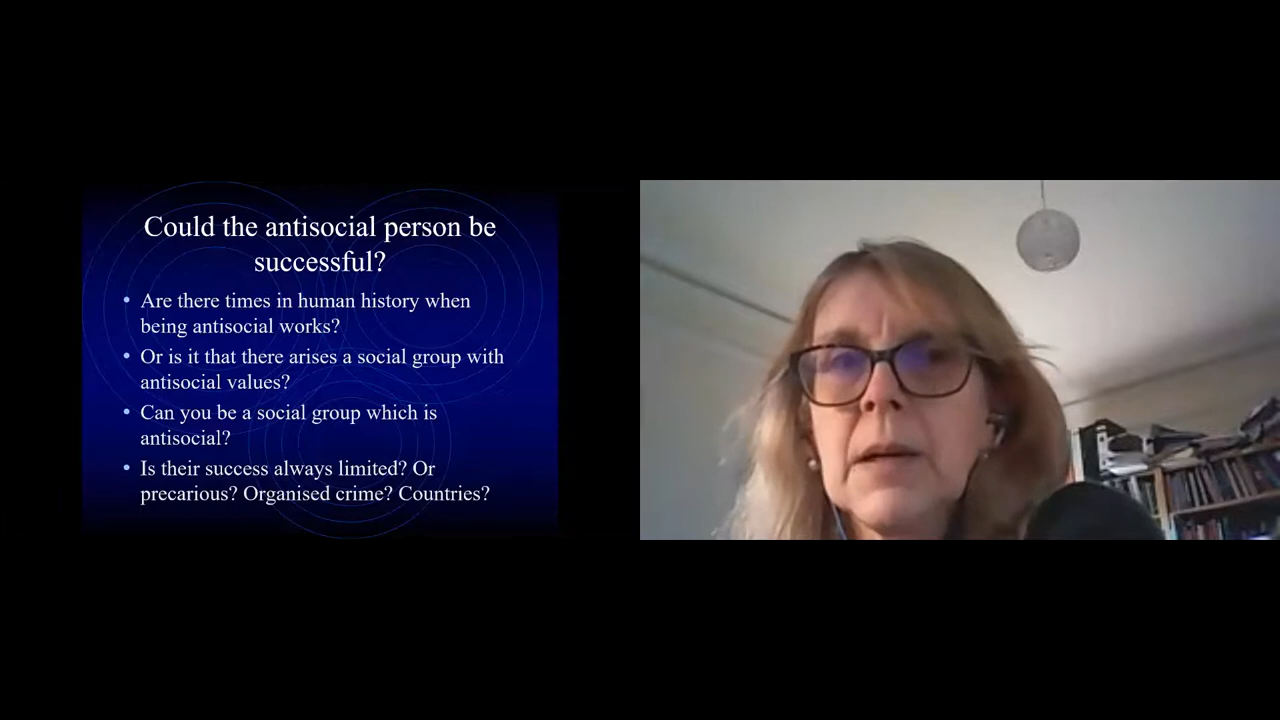 Could the antisocial person be
successful?
• Are there times in human history when
being antisocial works?
• Or is it that there arises a social group with
antisocial values?
• Can you be a social group which is
antisocial?
• Is their success always limited? Or
precarious? Organised crime? Countries?